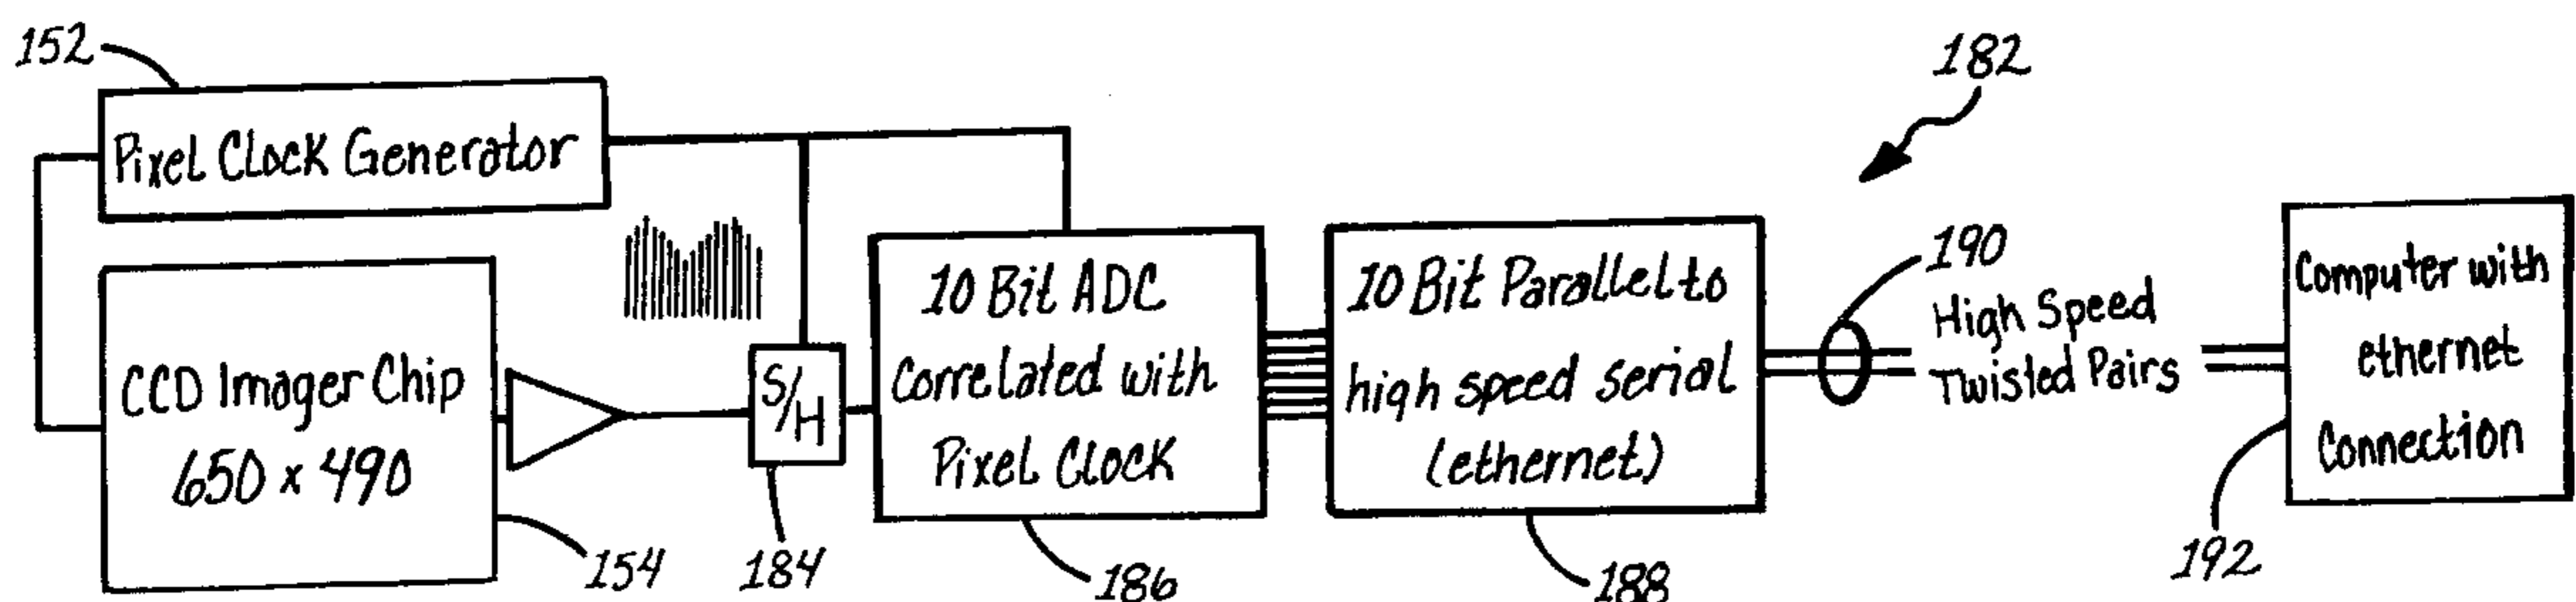 152
Pixel Clock Generator
182
CCD Imager Chip
650 x 490
154
S/H
184
10 Bit ADC
Correlated with
Pixel Clock
186
10 Bit Parallel to
high speed serial
(ethernet)
188
190
High Speed
Twisted Pairs
Computer with
ethernet
Connection
192